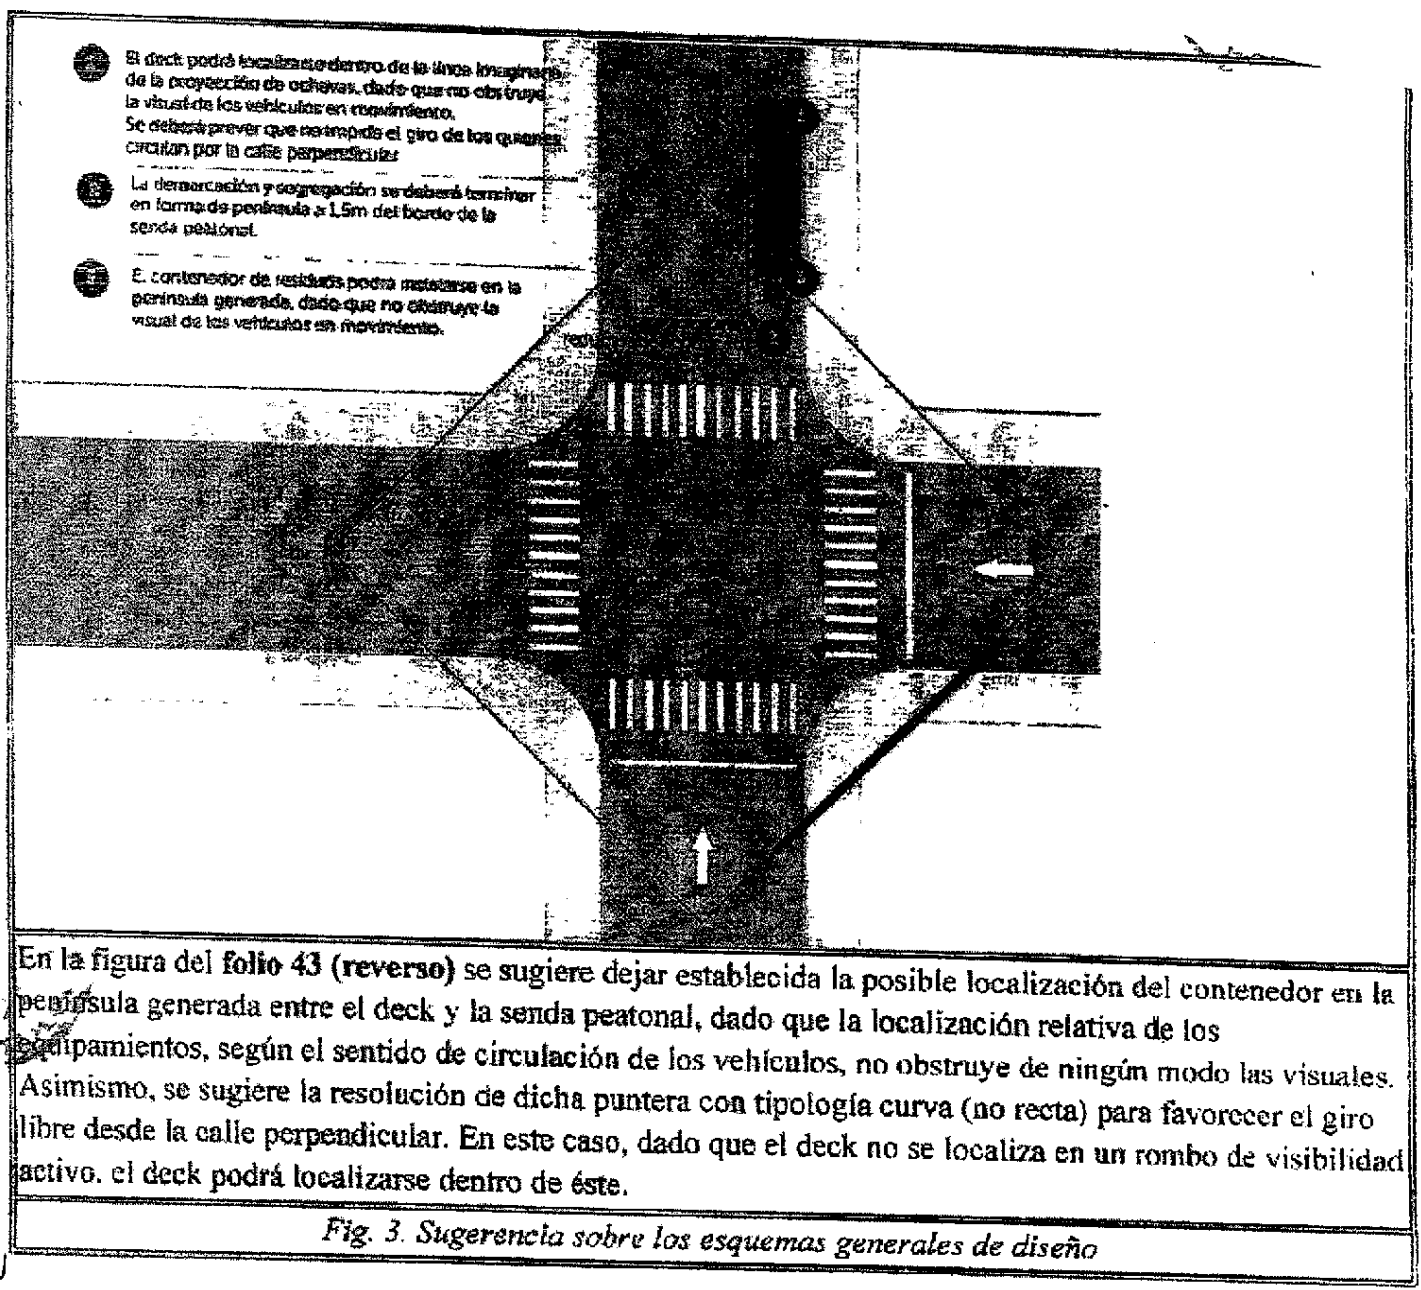 El deck podrá localizarse dentro de la línea imaginaria
de la proyección de ochavas, dado que no obstruye
la visual de los vehículos en movimiento.
Se deberá prever que no impida el giro de los quienes
circulan por la calle perpendicular
La demarcación y segregación se deberá terminar
en forma de península a 1,5m del borde de la
senda peatonal.
El contenedor de residuos podrá instalarse en la
península generada, dado que no obstruye la
visual de los vehículos en movimiento.
En la figura del folio 43 (reverso) se sugiere dejar establecida la posible localización del contenedor en la
península generada entre el deck y la senda peatonal, dado que la localización relativa de los
equipamientos, según el sentido de circulación de los vehículos, no obstruye de ningún modo las visuales.
Asimismo, se sugiere la resolución de dicha puntera con tipología curva (no recta) para favorecer el giro
libre desde la calle perpendicular. En este caso, dado que el deck no se localiza en un rombo de visibilidad
activo. el deck podrá localizarse dentro de éste.
Fig. 3. Sugerencia sobre los esquemas generales de diseño